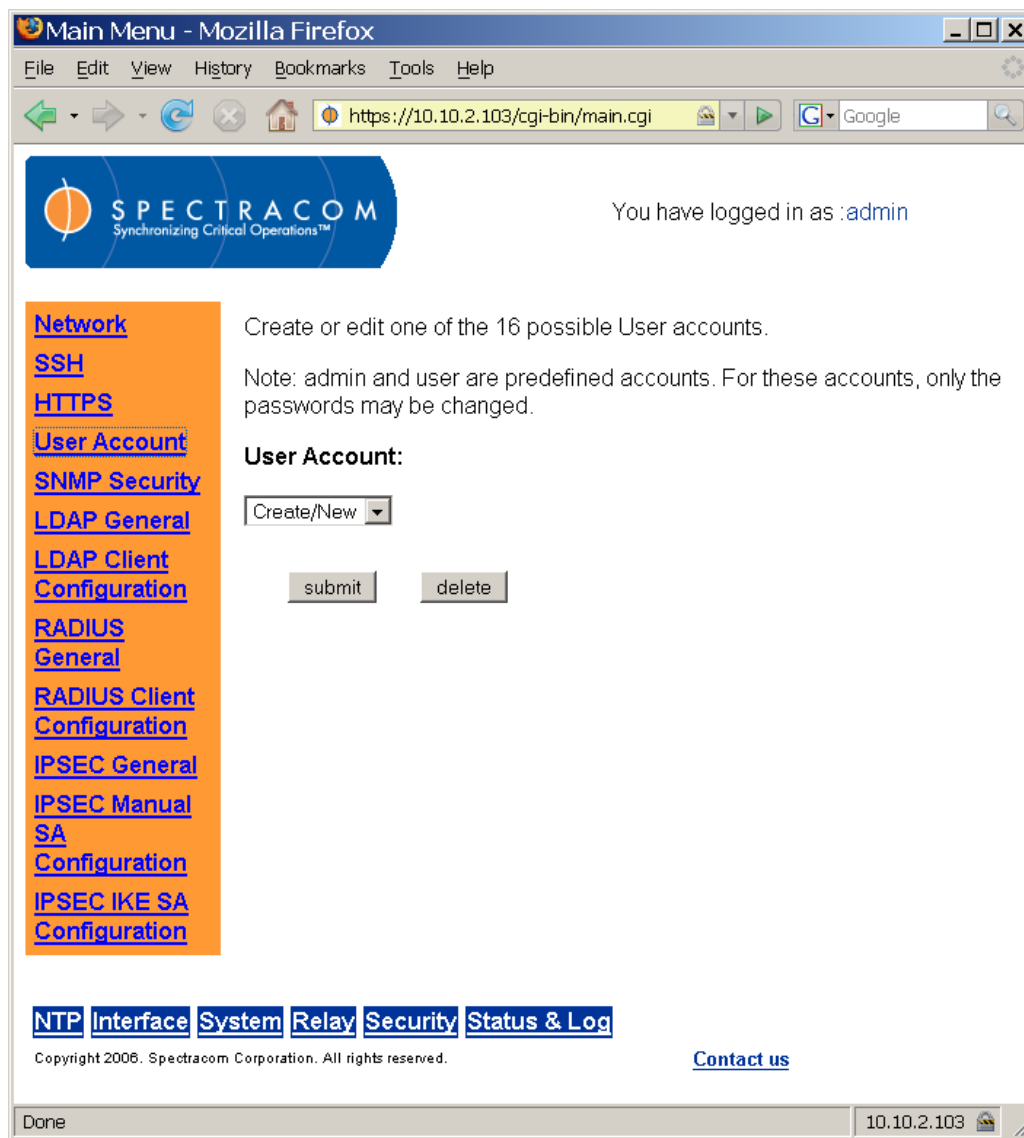 Main Menu - Mozilla Firefox
File Edit View History Bookmarks Tools Help
https://10.10.2.103/cgi-bin/main.cgi
G Google
SPECTRACOM
Synchronizing Critical Operations™
You have logged in as :admin
Network
SSH
HTTPS
User Account
SNMP Security
LDAP General
LDAP Client
Configuration
RADIUS
General
RADIUS Client
Configuration
IPSEC General
IPSEC Manual
SA
Configuration
IPSEC IKE SA
Configuration
Create or edit one of the 16 possible User accounts.
Note: admin and user are predefined accounts. For these accounts, only the
passwords may be changed.
User Account:
Create/New
submit delete
NTP Interface System Relay Security Status & Log
Copyright 2006. Spectracom Corporation. All rights reserved.
Contact us
Done
10.10.2.103